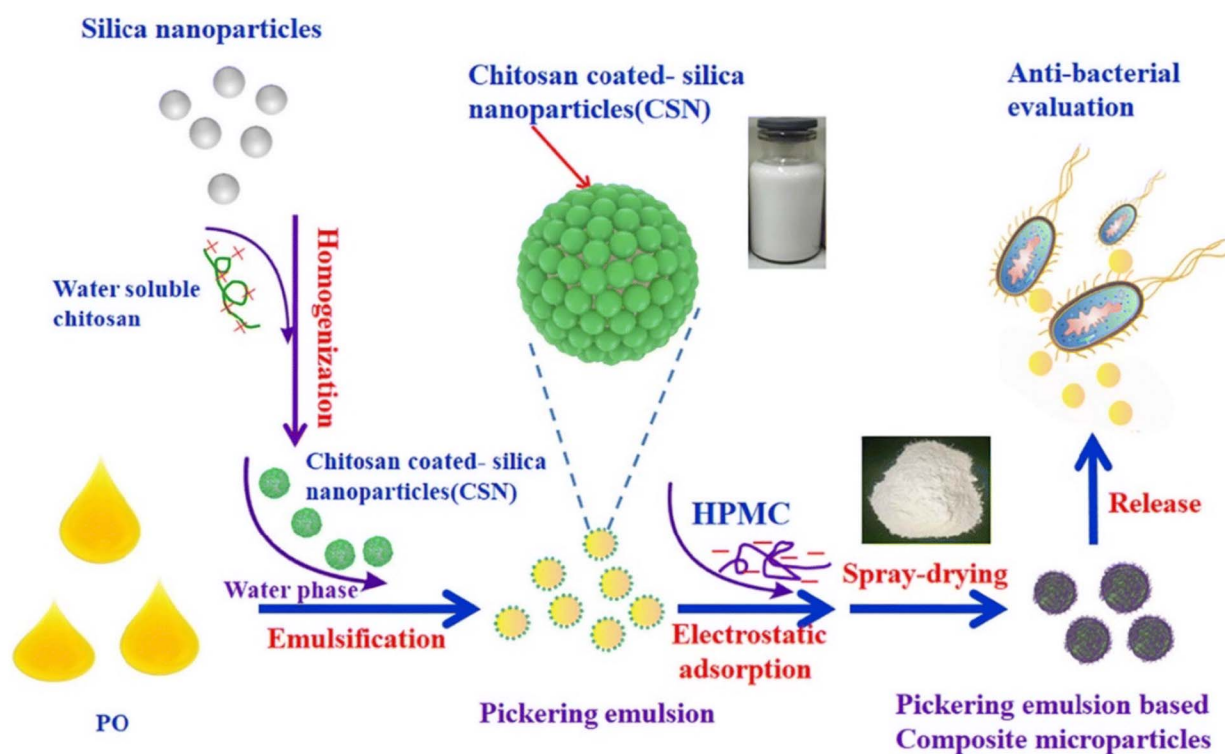 Silica nanoparticles
Water soluble
chitosan
Homogenization
Chitosan coated- silica
nanoparticles(CSN)
PO
Water phase
Emulsification
Chitosan coated- silica
nanoparticles(CSN)
Pickering emulsion
HPMC
Electrostatic
adsorption
Spray-drying
Pickering emulsion based
Composite microparticles
Release
Anti-bacterial
evaluation